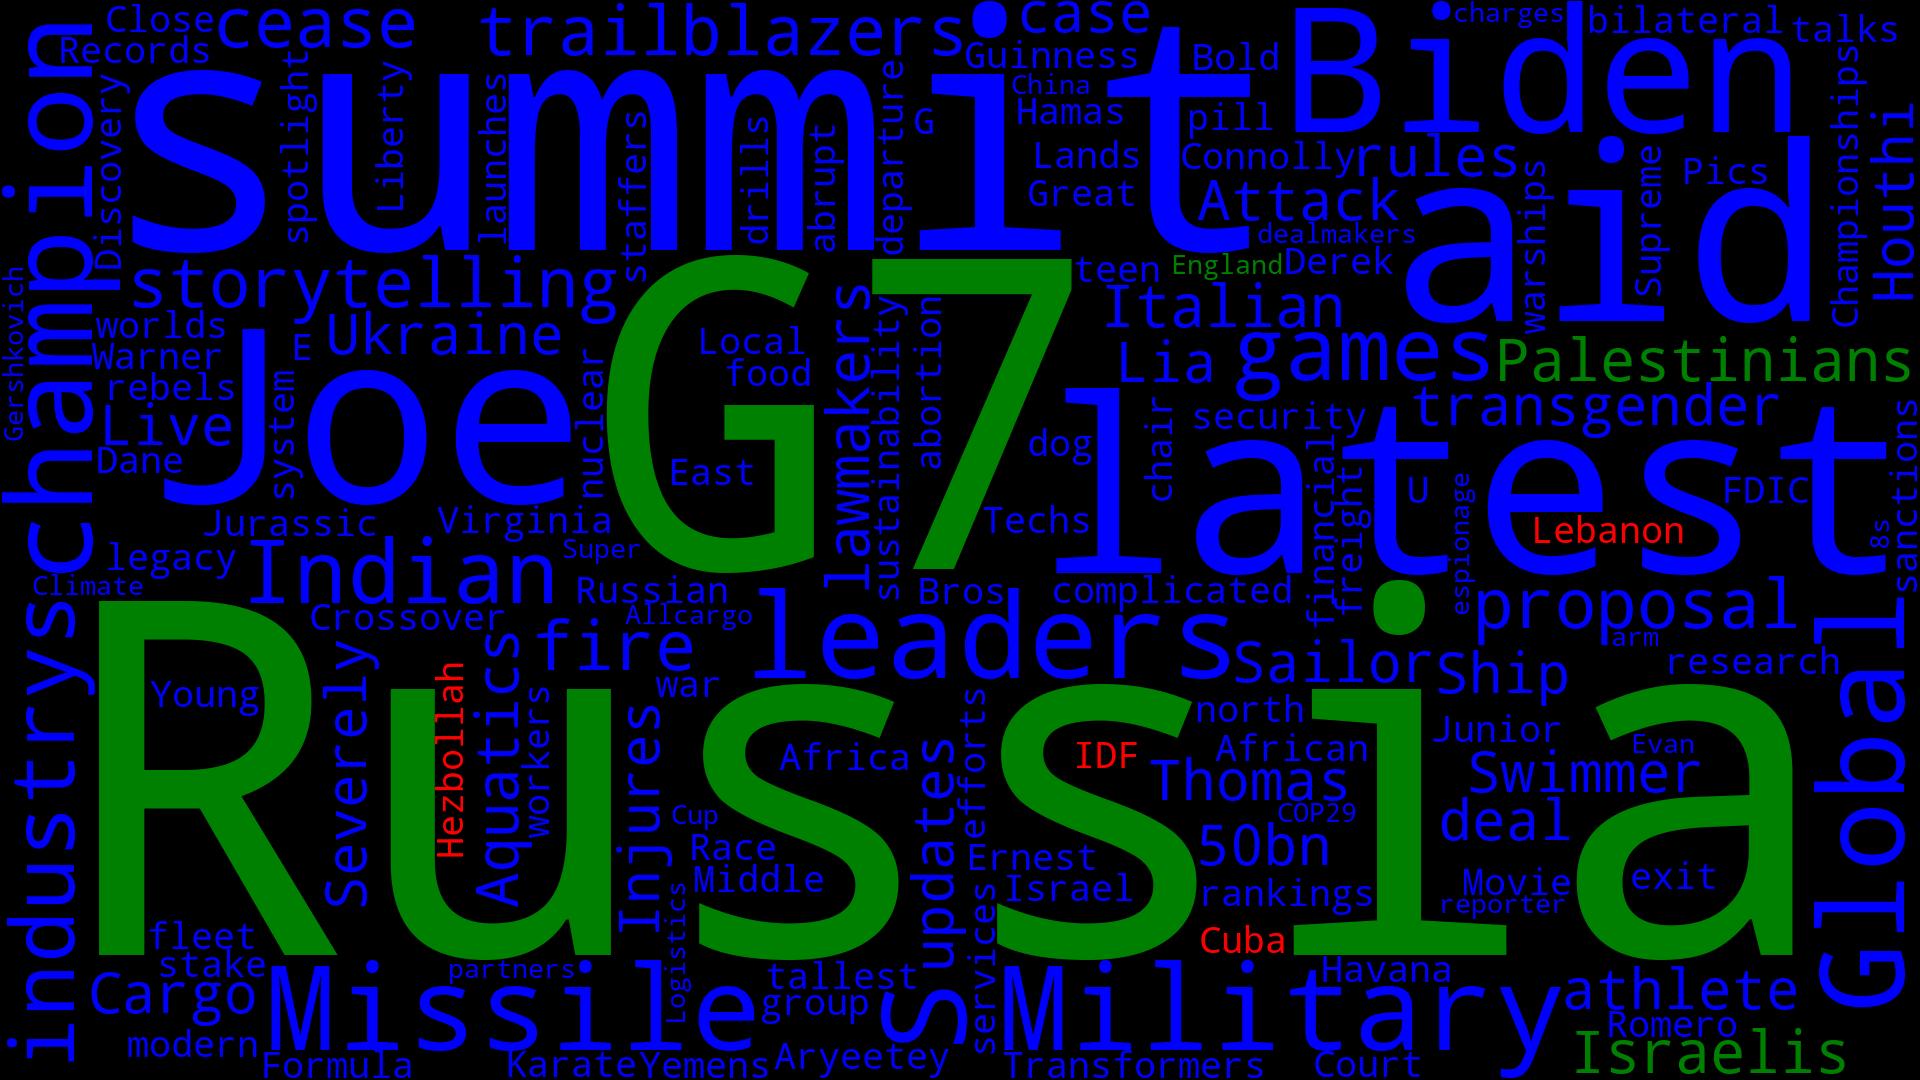 Close
Records
cease
trailblazers
case
Guinness
Bold
Biden
charges
bilateral
talks
champion
Discovery
summit
spotlight
Liberty
launches
staffers
drills
abrupt
departure
G
China
Hamas
Lands
Great
pill
Connolly
rules
Attack
dealmakers
aid
warships
Supreme
Pics
Championships
Houthi
Gershkovich
storytelling
teen
England
Derek
Italian
worlds
Warner
rebels
Live
Dane
E
Ukraine
Joe
system
nuclear
G7
Local
food
East
lawmakers
sustainability
abortion
Lia
games
Palestinians
dog
Techs
chair
security
transgender
latest
financial
freight
U
espionage
Lebanon
FDIC
8s
sanctions
Jurassic
Virginia
legacy
Climate
Indian
Super
Russian
Crossover
Allcargo
Bros
complicated
proposal
arm
research
industrys
Russia
Young
Severely
Hezbollah
Aquatics
workers
fire
war
Injures
leaders
Sailor
Ship
Global
Africa
Cup
Race
Middle
Logistics
updates
efforts
IDF
north
African
Thomas
COP29
50bn
Ernest
Israel
rankings
Junior
Evan
Swimmer
deal
Movie
reporter
exit
Cuba
fleet
stake
Cargo
modern
Missile
partners
tallest
group
S
services
Military
Havana
athlete
Romero
Israelis
Formula
Karate
Yemens
Aryeetey
Transformers
Court